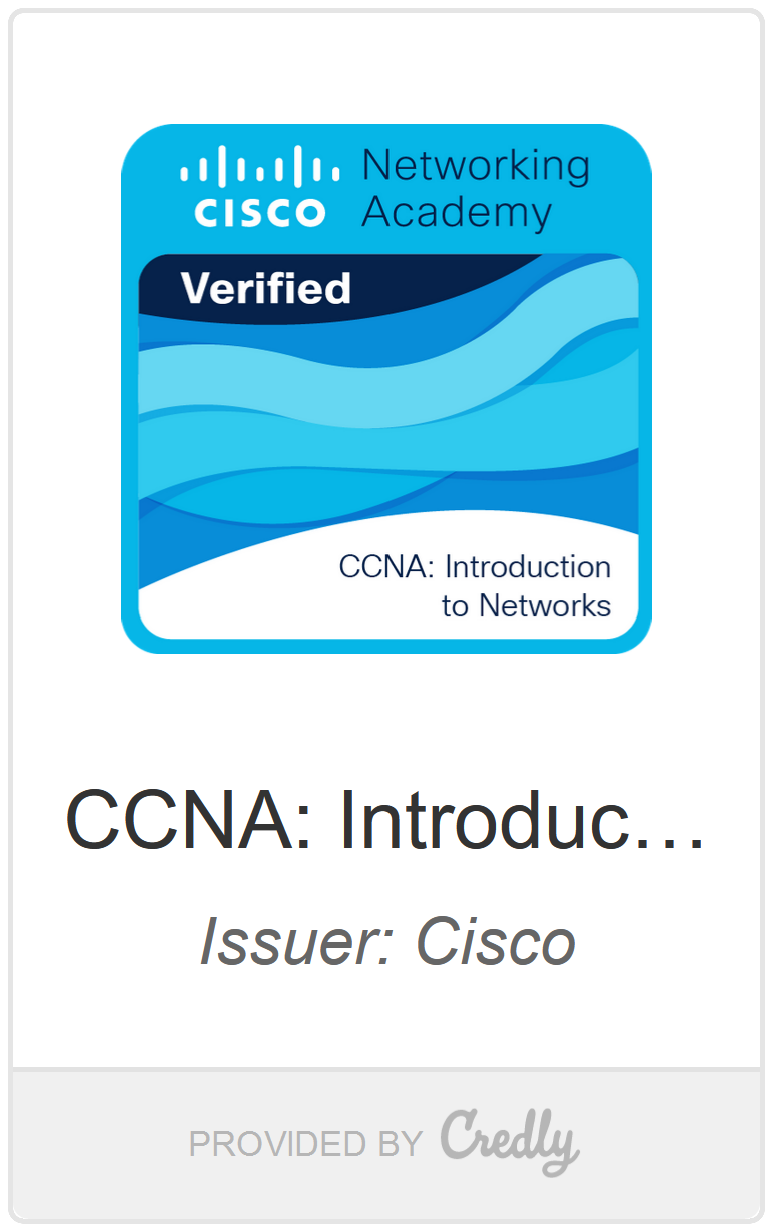 CISCO
Networking
Academy
Verified
CCNA: Introduction
to Networks
CCNA: Introduc...
Issuer: Cisco
PROVIDED BY Credly